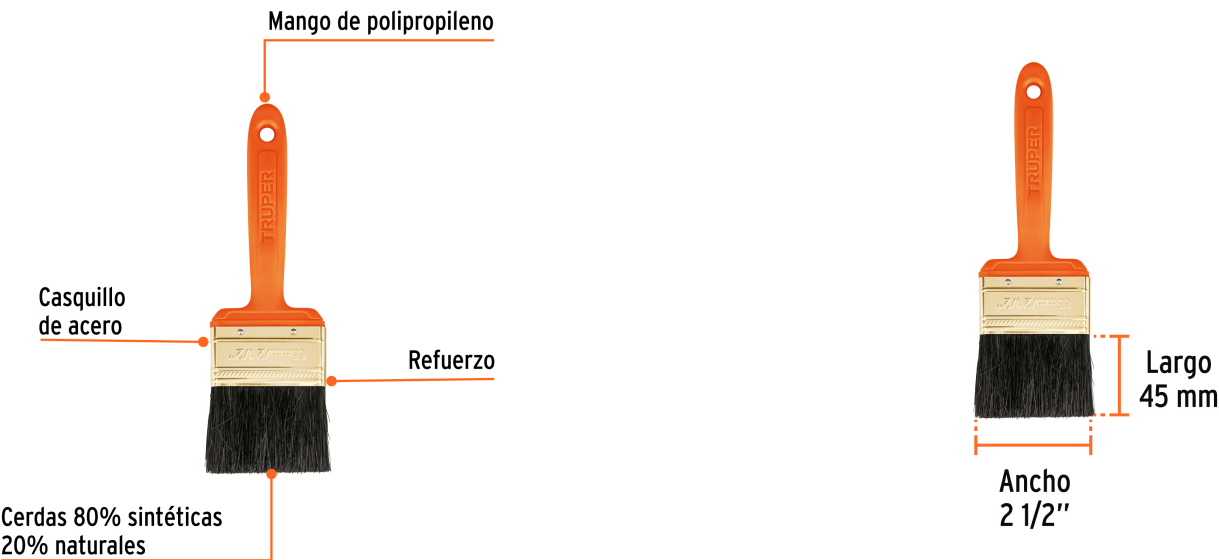 Mango de polipropileno
TRUPER
Casquillo
de acero
Refuerzo
Cerdas 80% sintéticas
20% naturales
TRUPER
Largo
45 mm
Ancho
2 1/2’’